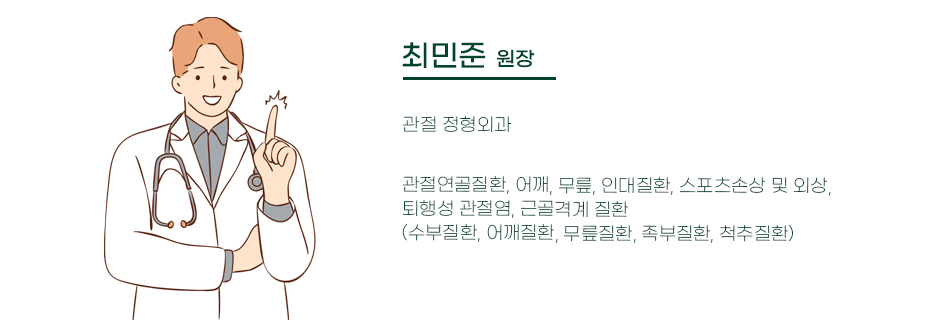 최민준 원장
관절 정형외과
관절연골질환, 어깨, 무릎, 인대질환, 스포츠손상 및 외상,
퇴행성 관절염, 근골격계 질환
(수부질환, 어깨질환, 무릎질환, 족부질환, 척추질환)